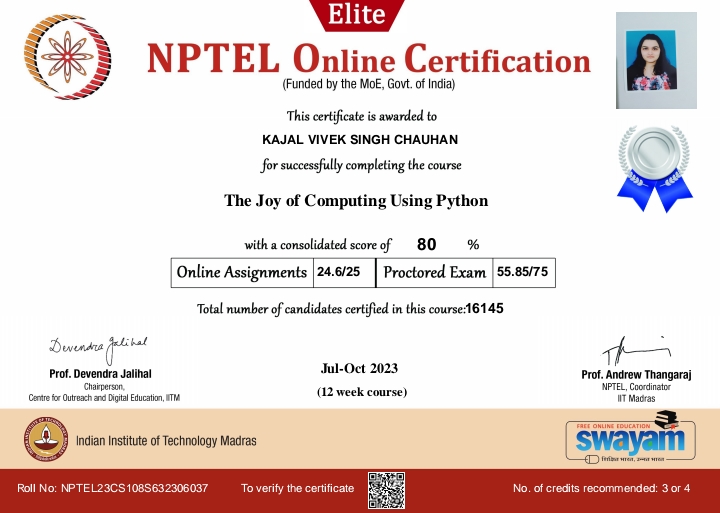 Elite
NPTEL Online Certification
(Funded by the MoE, Govt. of India)
This certificate is awarded to
KAJAL VIVEK SINGH CHAUHAN
for successfully completing the course
The Joy of Computing Using Python
with a consolidated score of 80 %
Online Assignments 24.6/25 Proctored Exam 55.85/75
Total number of candidates certified in this course:16145
Devendra Jalihal
Prof. Devendra Jalihal
Chairperson,
Centre for Outreach and Digital Education, IITM
Jul-Oct 2023
(12 week course)
Prof. Andrew Thangaraj
NPTEL, Coordinator
IIT Madras
Indian Institute of Technology Madras
FREE ONLINE EDUCATION
swayam
शिक्षित भारत, उन्नत भारत
Roll No: NPTEL23CS108S632306037 To verify the certificate No. of credits recommended: 3 or 4